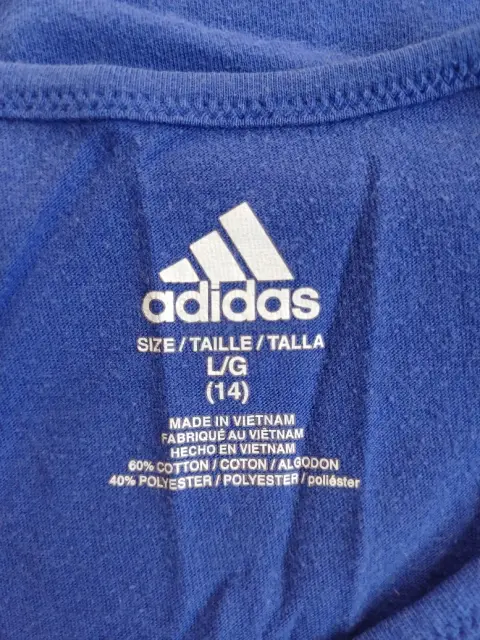 adidas
SIZE / TAILLE / TALLA
L/G
(14)
MADE IN VIETNAM
FABRIQUÉ AU VIÊTNAM
HECHO EN VIETNAM
60% COTTON / COTON / ALGODON
40% POLYESTER / POLYESTER / poliéster